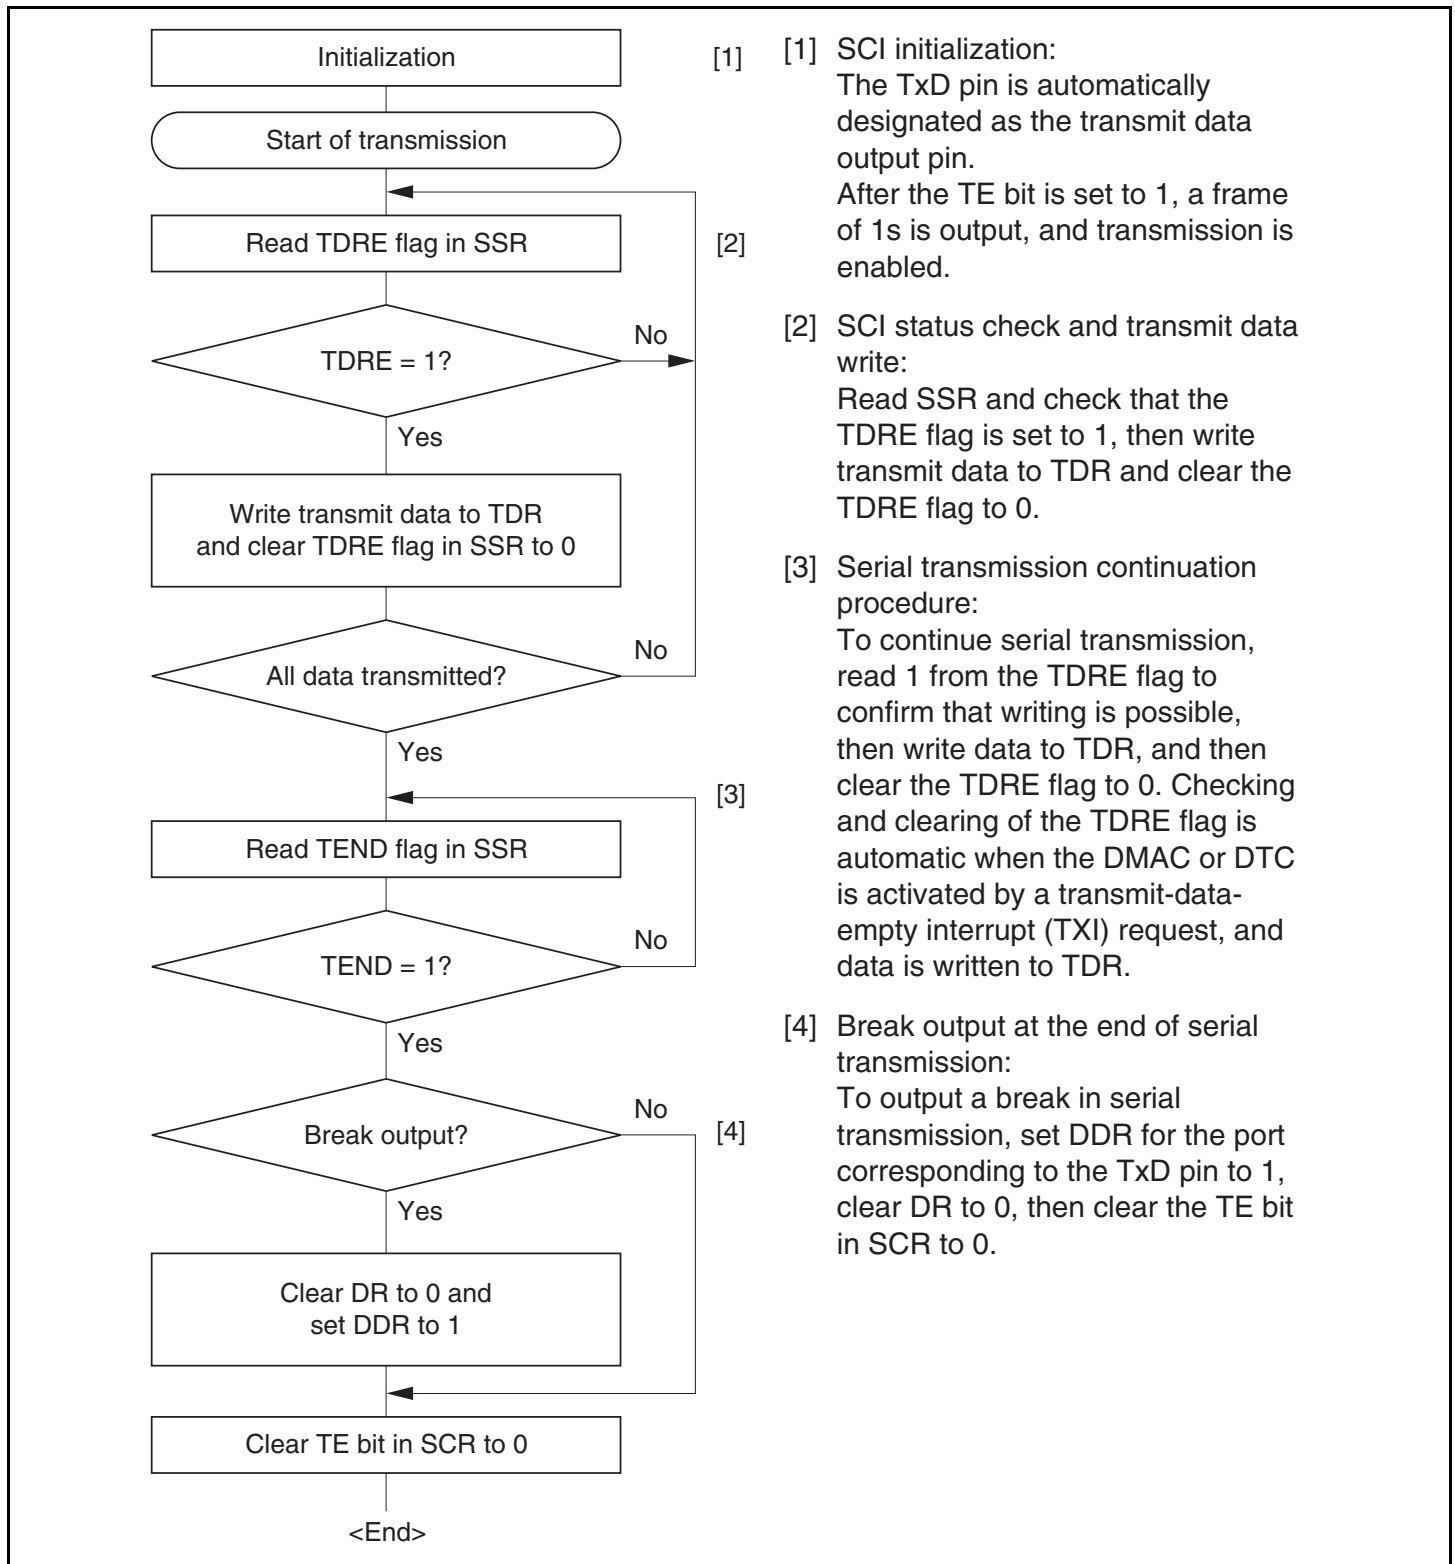 Initialization
[1]
Start of transmission
Read TDRE flag in SSR
[2]
TDRE = 1?
No
Yes
Write transmit data to TDR
and clear TDRE flag in SSR to 0
All data transmitted?
No
Yes
[3]
Read TEND flag in SSR
TEND = 1?
No
Yes
Break output?
No
[4]
Yes
Clear DR to 0 and
set DDR to 1
Clear TE bit in SCR to 0
<End>
[1] SCI initialization:
The TxD pin is automatically
designated as the transmit data
output pin.
After the TE bit is set to 1, a frame
of 1s is output, and transmission is
enabled.
[2] SCI status check and transmit data
write:
Read SSR and check that the
TDRE flag is set to 1, then write
transmit data to TDR and clear the
TDRE flag to 0.
[3] Serial transmission continuation
procedure:
To continue serial transmission,
read 1 from the TDRE flag to
confirm that writing is possible,
then write data to TDR, and then
clear the TDRE flag to 0. Checking
and clearing of the TDRE flag is
automatic when the DMAC or DTC
is activated by a transmit-data-
empty interrupt (TXI) request, and
data is written to TDR.
[4] Break output at the end of serial
transmission:
To output a break in serial
transmission, set DDR for the port
corresponding to the TxD pin to 1,
clear DR to 0, then clear the TE bit
in SCR to 0.